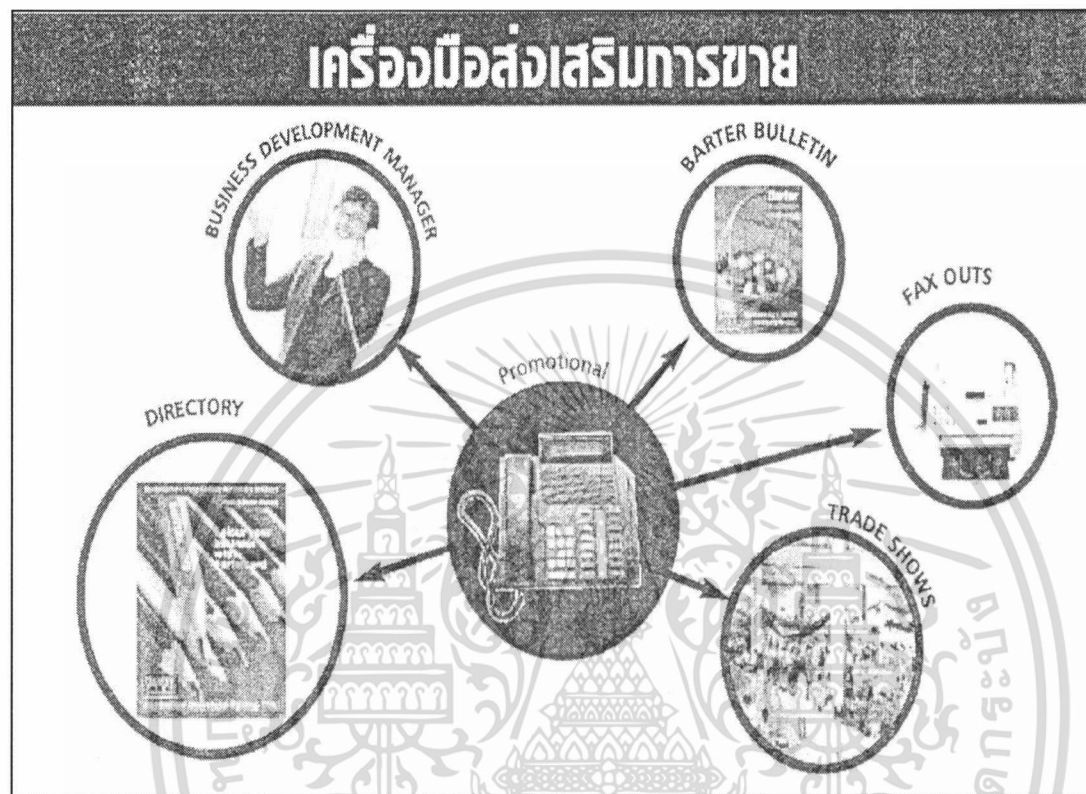 เครื่องมือส่งเสริมการขาย
BUSINESS DEVELOPMENT MANAGER
BARTER BULLETIN
FAX OUTS
Promotional
DIRECTORY
TRADE SHOWS